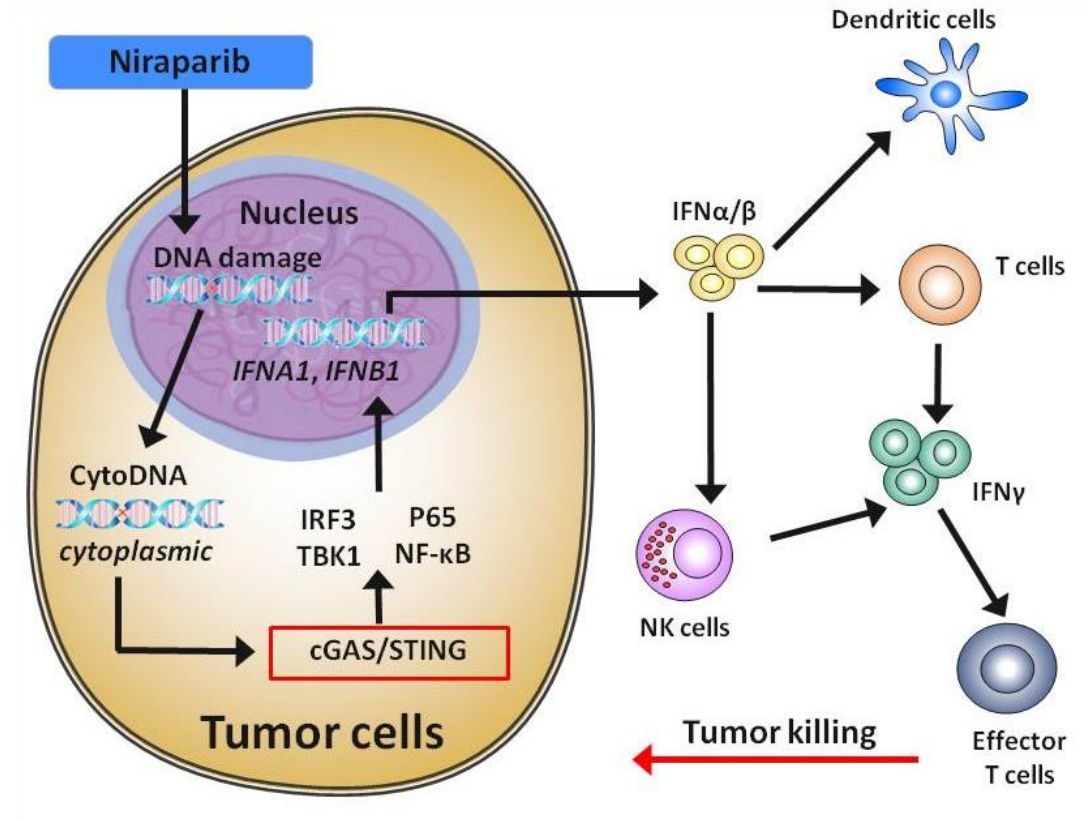 Niraparib
Nucleus
DNA damage
IFNA1, IFNB1
CytoDNA
cytoplasmic
IRF3
TBK1
P65
NF-κB
cGAS/STING
Tumor cells
Dendritic cells
IFNα/β
T cells
IFNγ
NK cells
Effector
T cells
Tumor killing